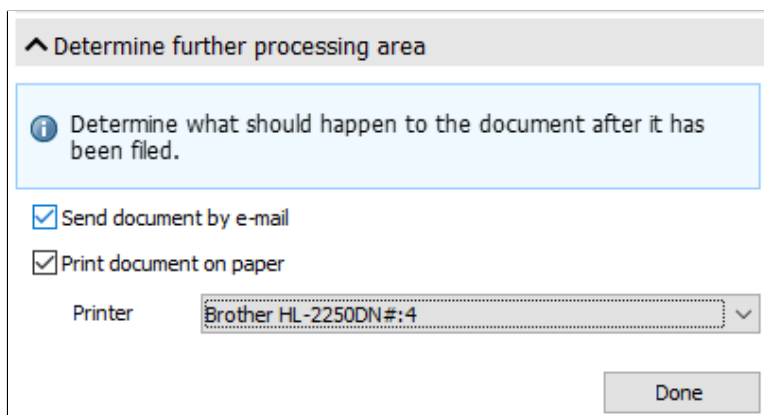 Determine further processing area
Determine what should happen to the document after it has
been filed.
Send document by e-mail
Print document on paper
Printer Brother HL-2250DN#:4
Done